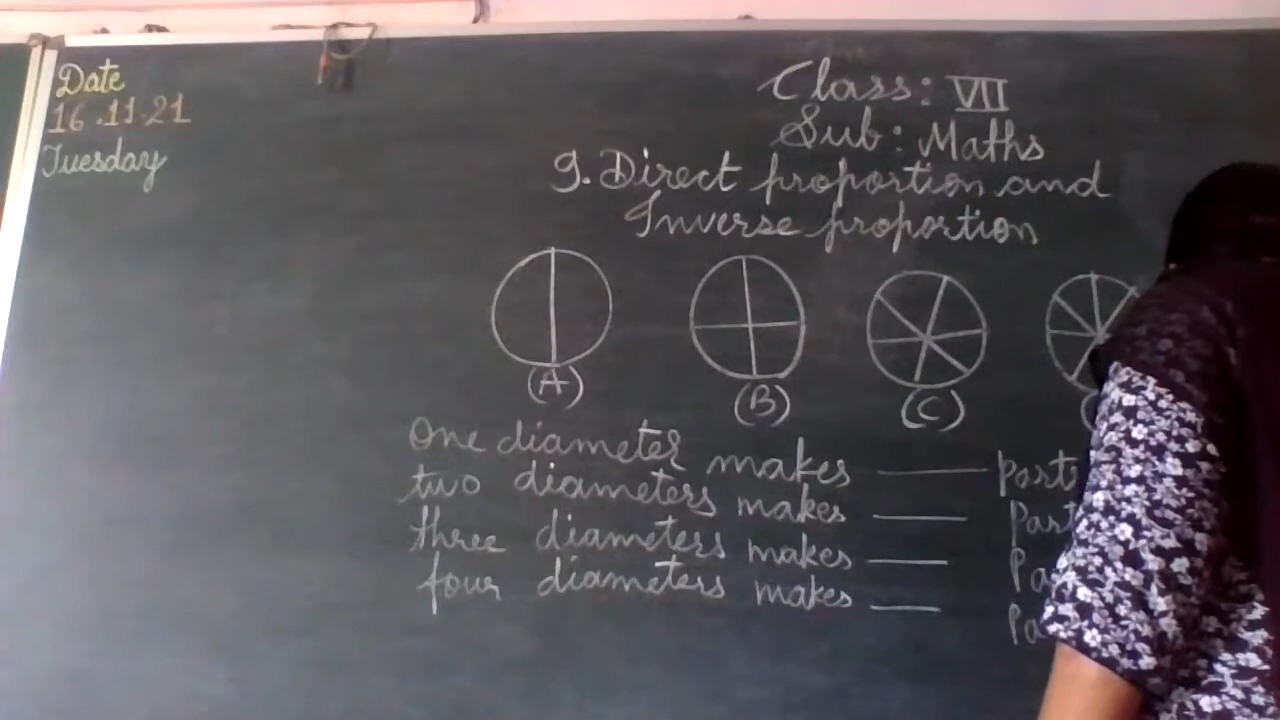 Date
16.11.21
Tuesday
Class: VII
Sub: Maths
9. Direct proportion and
Inverse proportion
(A) (B) (C)
One diameter makes ——— parts
two diameters makes ———
three diameters makes ———
four diameters makes ———